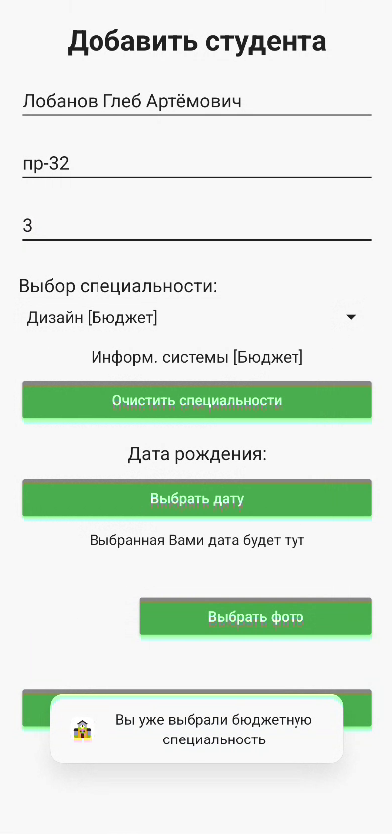 Добавить студента
Лобанов Глеб Артёмович
пр-32
3
Выбор специальности:
Дизайн [Бюджет]
Информ. системы [Бюджет]
Очистить специальности
Дата рождения:
Выбрать дату
Выбранная Вами дата будет тут
Выбрать фото
Вы уже выбрали бюджетную
специальность